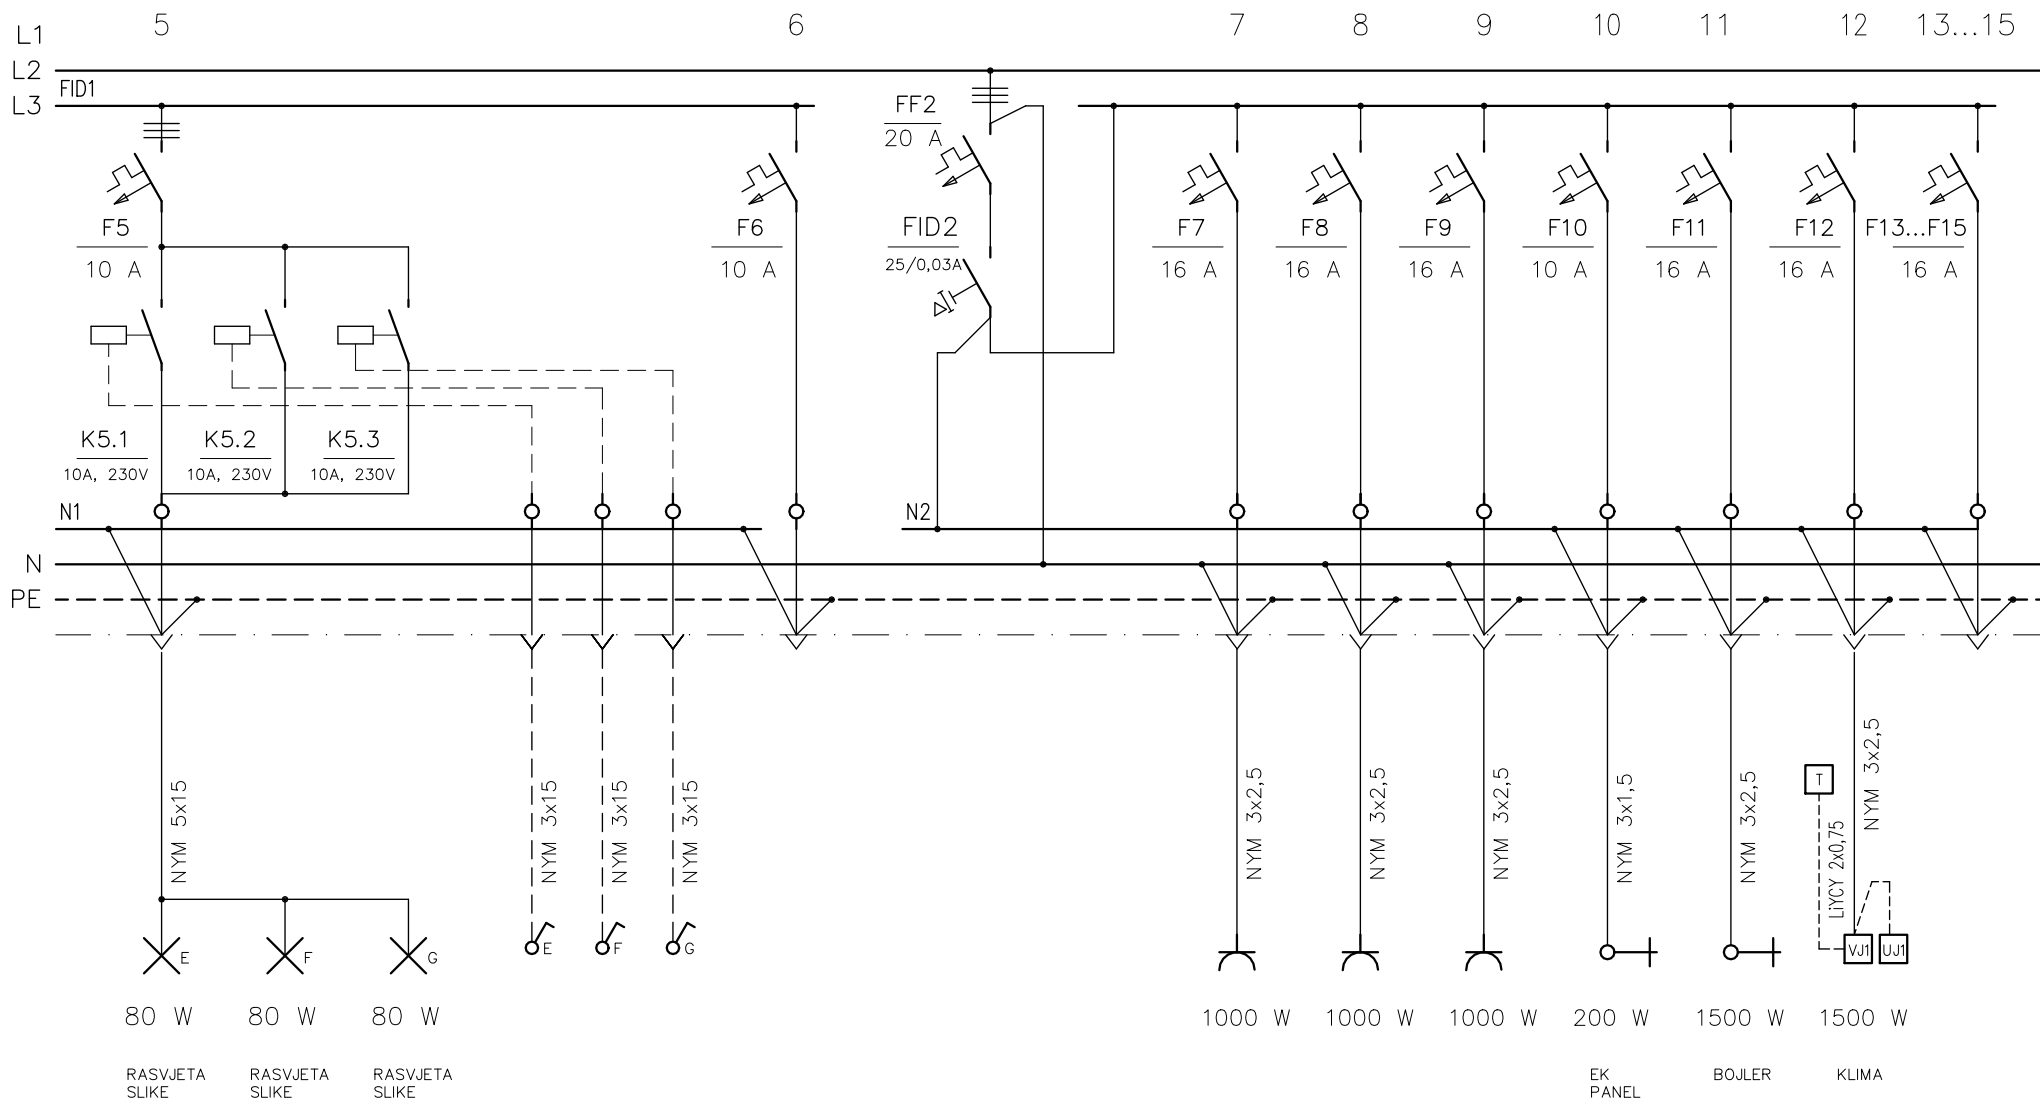 5 6 7 8 9 10 11 12 13...15
L1
L2
FID1
L3
FF2
20 A
F5
10 A
F6
10 A
FID2
25/0,03A
F7
16 A
F8
16 A
F9
16 A
F10
10 A
F11
16 A
F12
16 A
F13...F15
16 A
K5.1
10A, 230V
K5.2
10A, 230V
K5.3
10A, 230V
N1
N2
N
PE
NYM 5x15
NYM 3x15
NYM 3x15
NYM 3x15
NYM 3x2,5
NYM 3x2,5
NYM 3x2,5
NYM 3x1,5
NYM 3x2,5
T
LiYCY 2x0,75
NYM 3x2,5
E
F
G
E
F
G
VJ1
UJ1
80 W
80 W
80 W
1000 W
1000 W
1000 W
200 W
1500 W
1500 W
RASVJETA
SLIKE
RASVJETA
SLIKE
RASVJETA
SLIKE
EK
PANEL
BOJLER
KLIMA